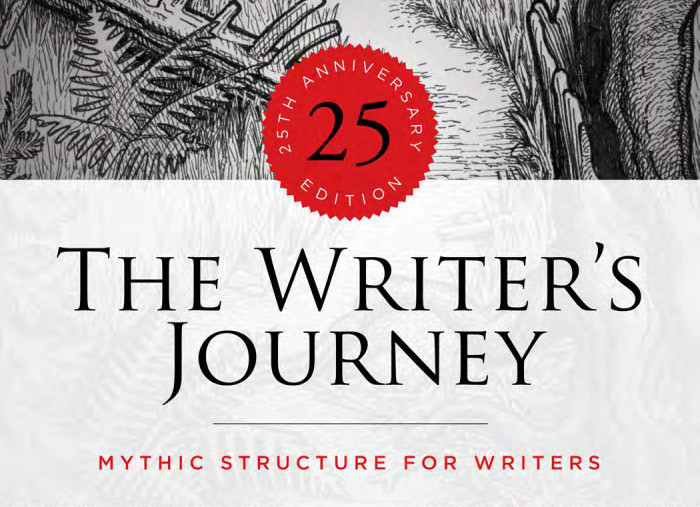 25TH ANNIVERSARY
25
EDITION
THE WRITER'S
JOURNEY
MYTHIC STRUCTURE FOR WRITERS